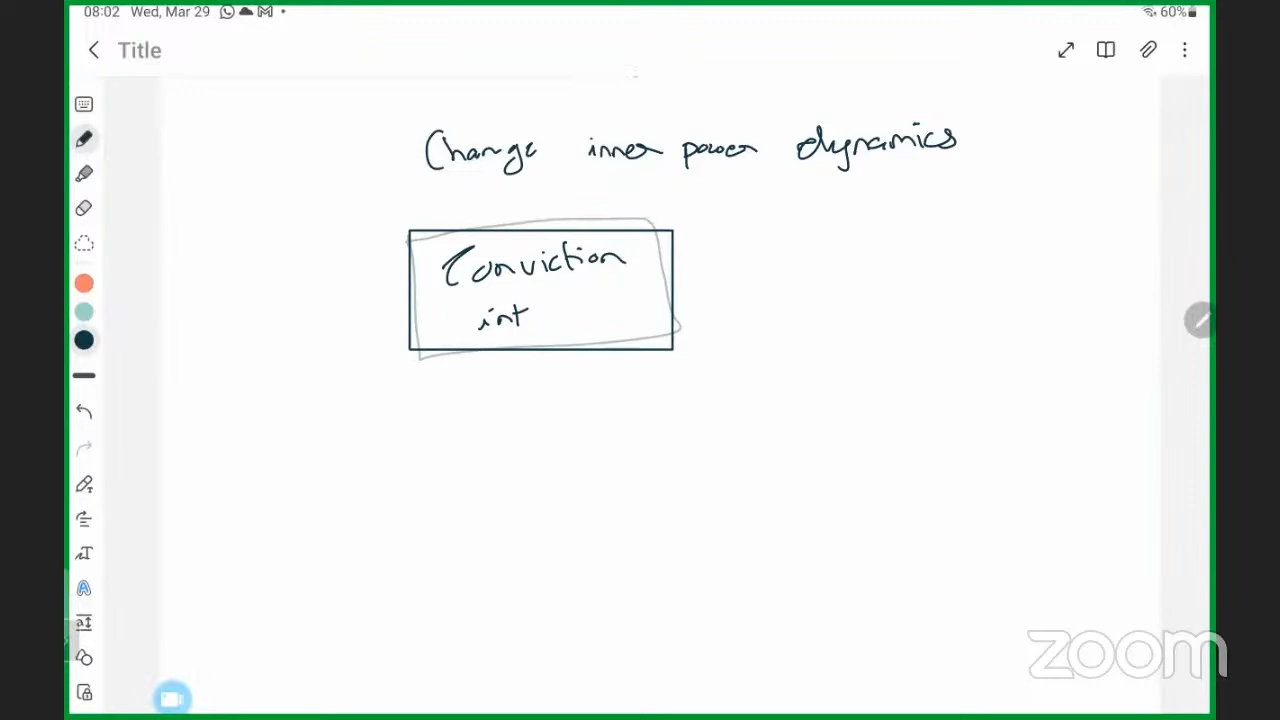 08:02 Wed, Mar 29
60%
Title
Change inner power dynamics
Conviction
int
zoom